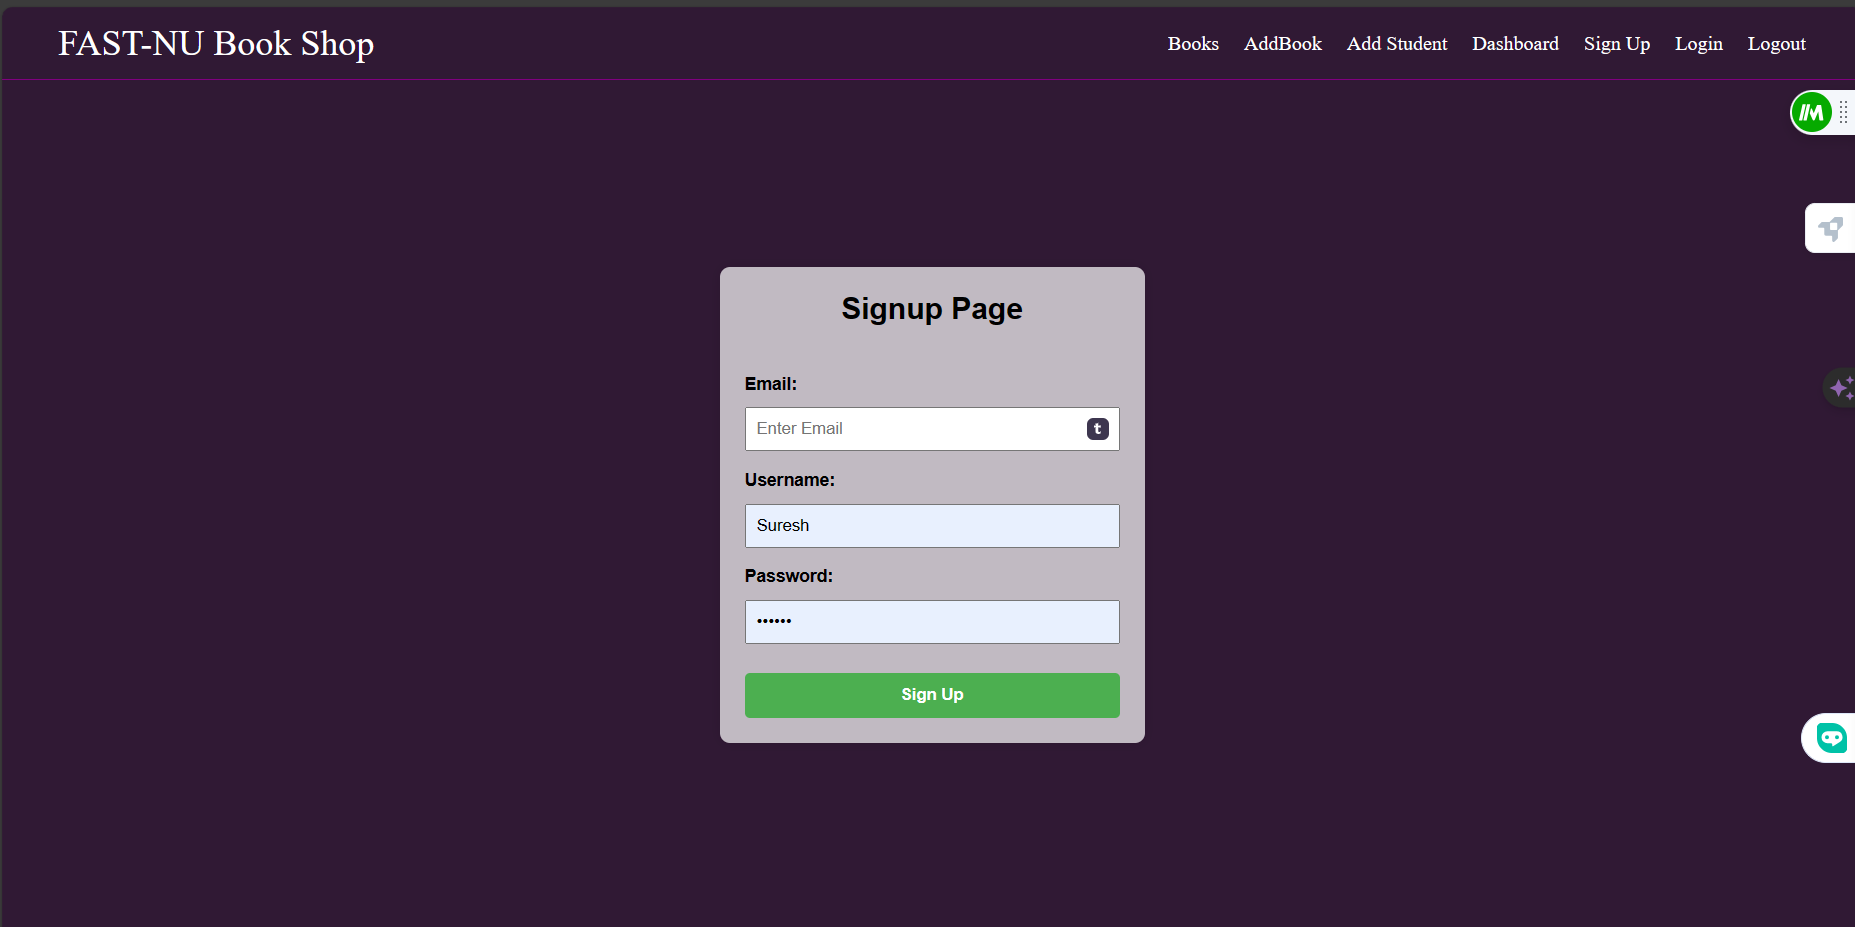 FAST-NU Book Shop
Books AddBook Add Student Dashboard Sign Up Login Logout
Signup Page
Email:
Enter Email
t
Username:
Suresh
Password:
••••••
Sign Up